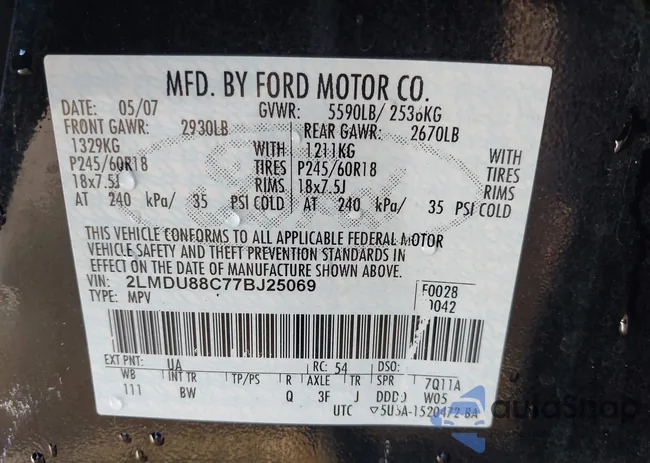 MFD. BY FORD MOTOR CO.
DATE: 05/07 GVWR: 5590LB/ 2536KG
FRONT GAWR: 2930LB REAR GAWR: 2670LB
1329KG WITH 1211KG WITH
P245/60R18 TIRES P245/60R18 TIRES
18x7.5J RIMS 18x7.5J RIMS
AT 240 kPa/ 35 PSI COLD AT 240 kPa/ 35 PSI COLD
THIS VEHICLE CONFORMS TO ALL APPLICABLE FEDERAL MOTOR
VEHICLE SAFETY AND THEFT PREVENTION STANDARDS IN
EFFECT ON THE DATE OF MANUFACTURE SHOWN ABOVE.
VIN: 2LMDU88C77BJ25069 F0028
TYPE: MPV 0042
EXT PNT: UA RC: 54 DSO:
WB INT TR TP/PS R AXLE TR SPR 7Q11A
111 BW Q 3F J DDDD W05
UTC 5U5A-1520472-BA
autoShop